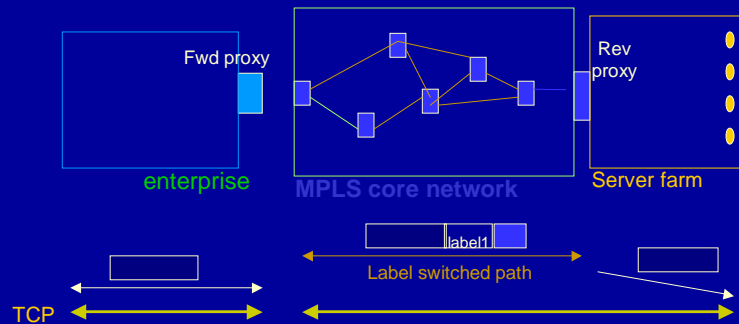 Fwd proxy
Rev
proxy
enterprise
MPLS core network
Server farm
label1
Label switched path
TCP